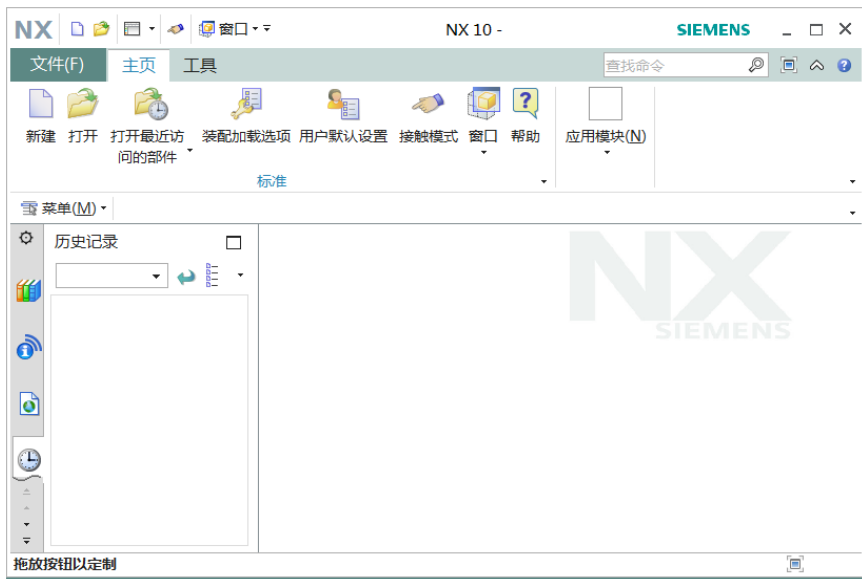 NX 窗口 NX 10 - SIEMENS
文件(F) 主页 工具 查找命令
新建 打开 打开最近访问的部件 装配加载选项 用户默认设置 接触模式 窗口 帮助 应用模块(N)
标准
菜单(M)
历史记录
NX
SIEMENS
拖放按钮以定制